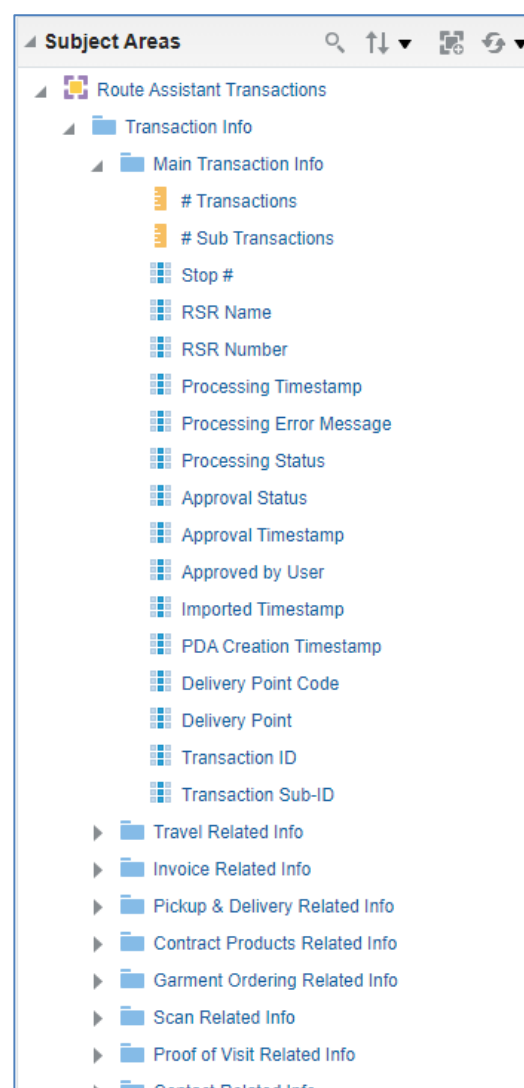 Subject Areas
Route Assistant Transactions
Transaction Info
Main Transaction Info
# Transactions
# Sub Transactions
Stop #
RSR Name
RSR Number
Processing Timestamp
Processing Error Message
Processing Status
Approval Status
Approval Timestamp
Approved by User
Imported Timestamp
PDA Creation Timestamp
Delivery Point Code
Delivery Point
Transaction ID
Transaction Sub-ID
Travel Related Info
Invoice Related Info
Pickup & Delivery Related Info
Contract Products Related Info
Garment Ordering Related Info
Scan Related Info
Proof of Visit Related Info
Related Info